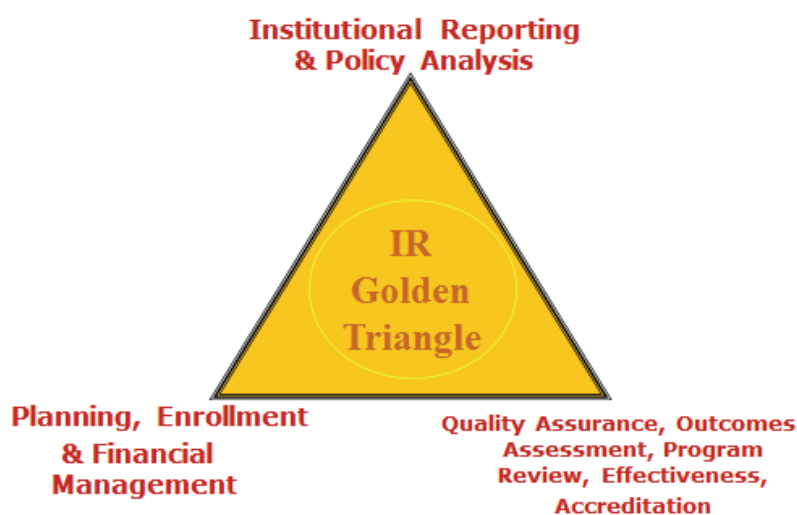 Institutional Reporting
& Policy Analysis
IR
Golden
Triangle
Planning, Enrollment
& Financial
Management
Quality Assurance, Outcomes
Assessment, Program
Review, Effectiveness,
Accreditation